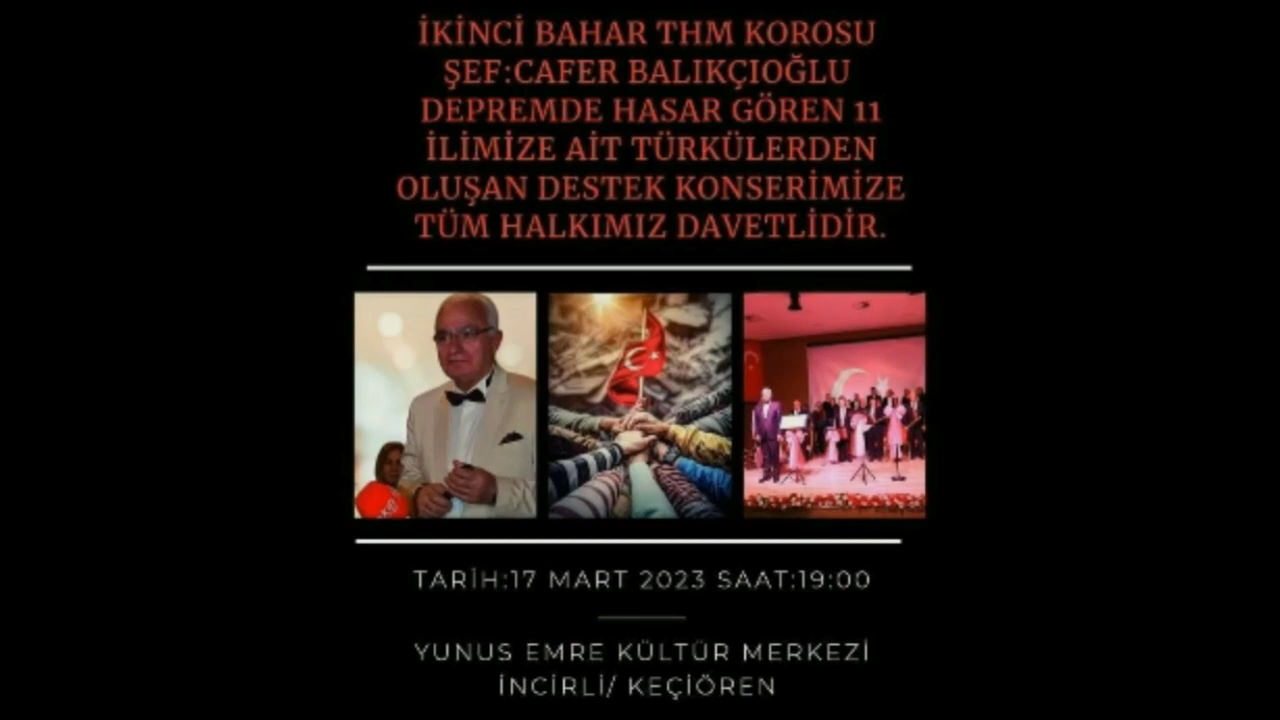 İKİNCİ BAHAR THM KOROSU
ŞEF:CAFER BALIKÇIOĞLU
DEPREMDE HASAR GÖREN 11
İLİMİZE AİT TÜRKÜLERDEN
OLUŞAN DESTEK KONSERİMİZE
TÜM HALKIMIZ DAVETLİDİR.
TARİH:17 MART 2023 SAAT:19:00
YUNUS EMRE KÜLTÜR MERKEZİ
İNCİRLİ/ KEÇİÖREN